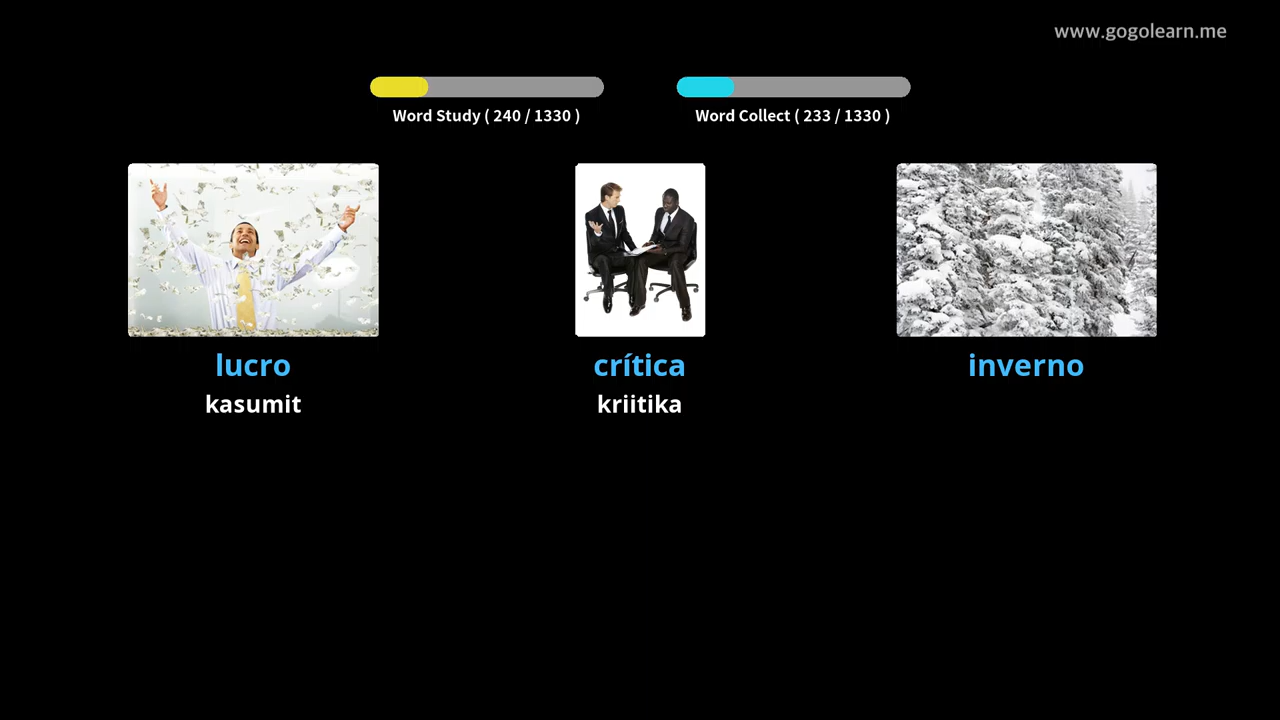 www.gogolearn.me
Word Study ( 240 / 1330 )
Word Collect ( 233 / 1330 )
lucro
crítica
inverno
kasumit
kriitika